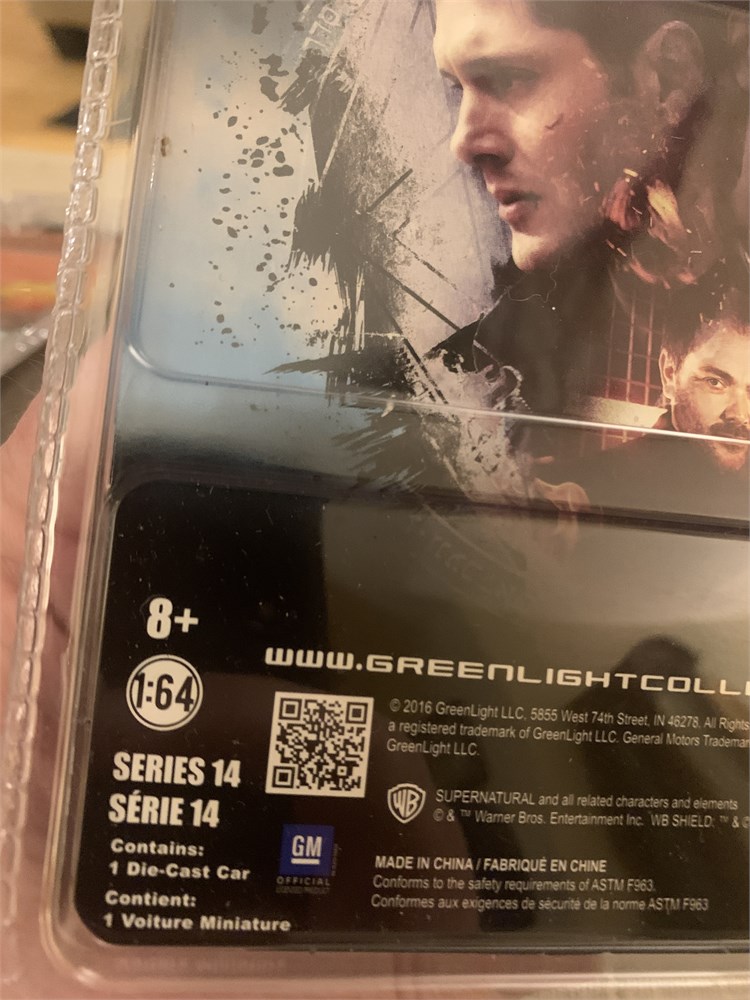 8+
1:64
SERIES 14
SÉRIE 14
Contains:
1 Die-Cast Car
Contient:
1 Voiture Miniature
WWW.GREENLIGHTCOLL
© 2016 GreenLight LLC. 5855 West 74th Street, IN 46278. All Rights
a registered trademark of GreenLight LLC. General Motors Trademar
GreenLight LLC.
WB
SUPERNATURAL and all related characters and elements
© & ™ Warner Bros. Entertainment Inc. WB SHIELD: ™ & ©
GM
OFFICIAL
LICENSED PRODUCT
MADE IN CHINA / FABRIQUÉ EN CHINE
Conforms to the safety requirements of ASTM F963.
Conformes aux exigences de sécurité de la norme ASTM F963